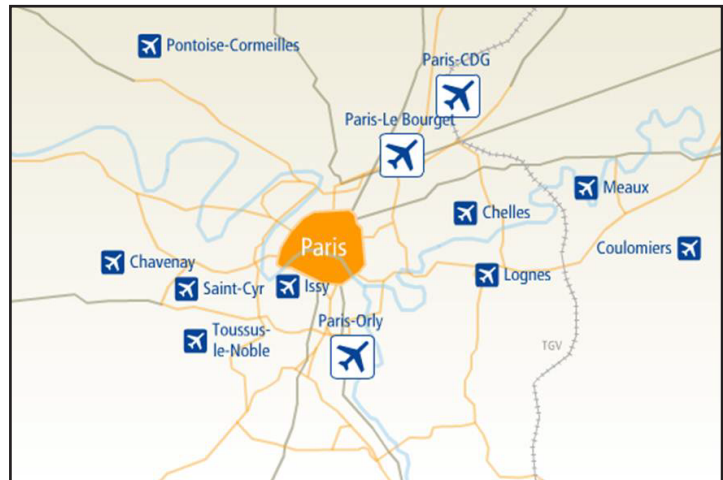 Pontoise-Cormeilles
Paris-CDG
Paris-Le Bourget
Meaux
Chelles
Paris
Coulomiers
Chavenay
Lognes
Saint-Cyr
Issy
Paris-Orly
Toussus-
le-Noble
TGV